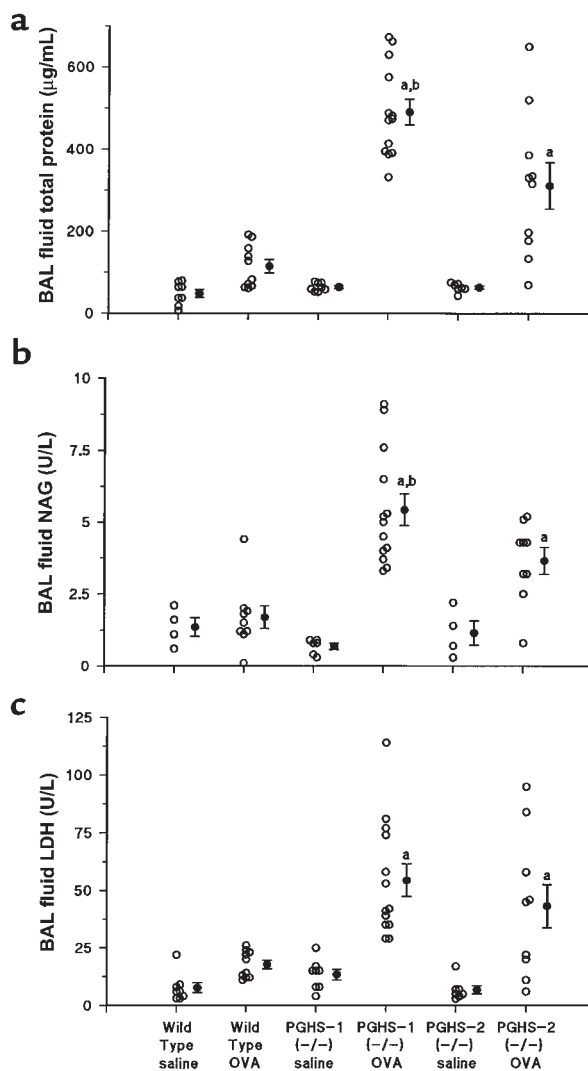 a
BAL fluid total protein (μg/mL)
600
400
200
0
a,b
a
b
BAL fluid NAG (U/L)
10
7.5
5
2.5
0
a,b
a
c
BAL fluid LDH (U/L)
125
100
75
50
25
0
a
a
Wild
Type
saline
Wild
Type
OVA
PGHS-1
(−/−)
saline
PGHS-1
(−/−)
OVA
PGHS-2
(−/−)
saline
PGHS-2
(−/−)
OVA